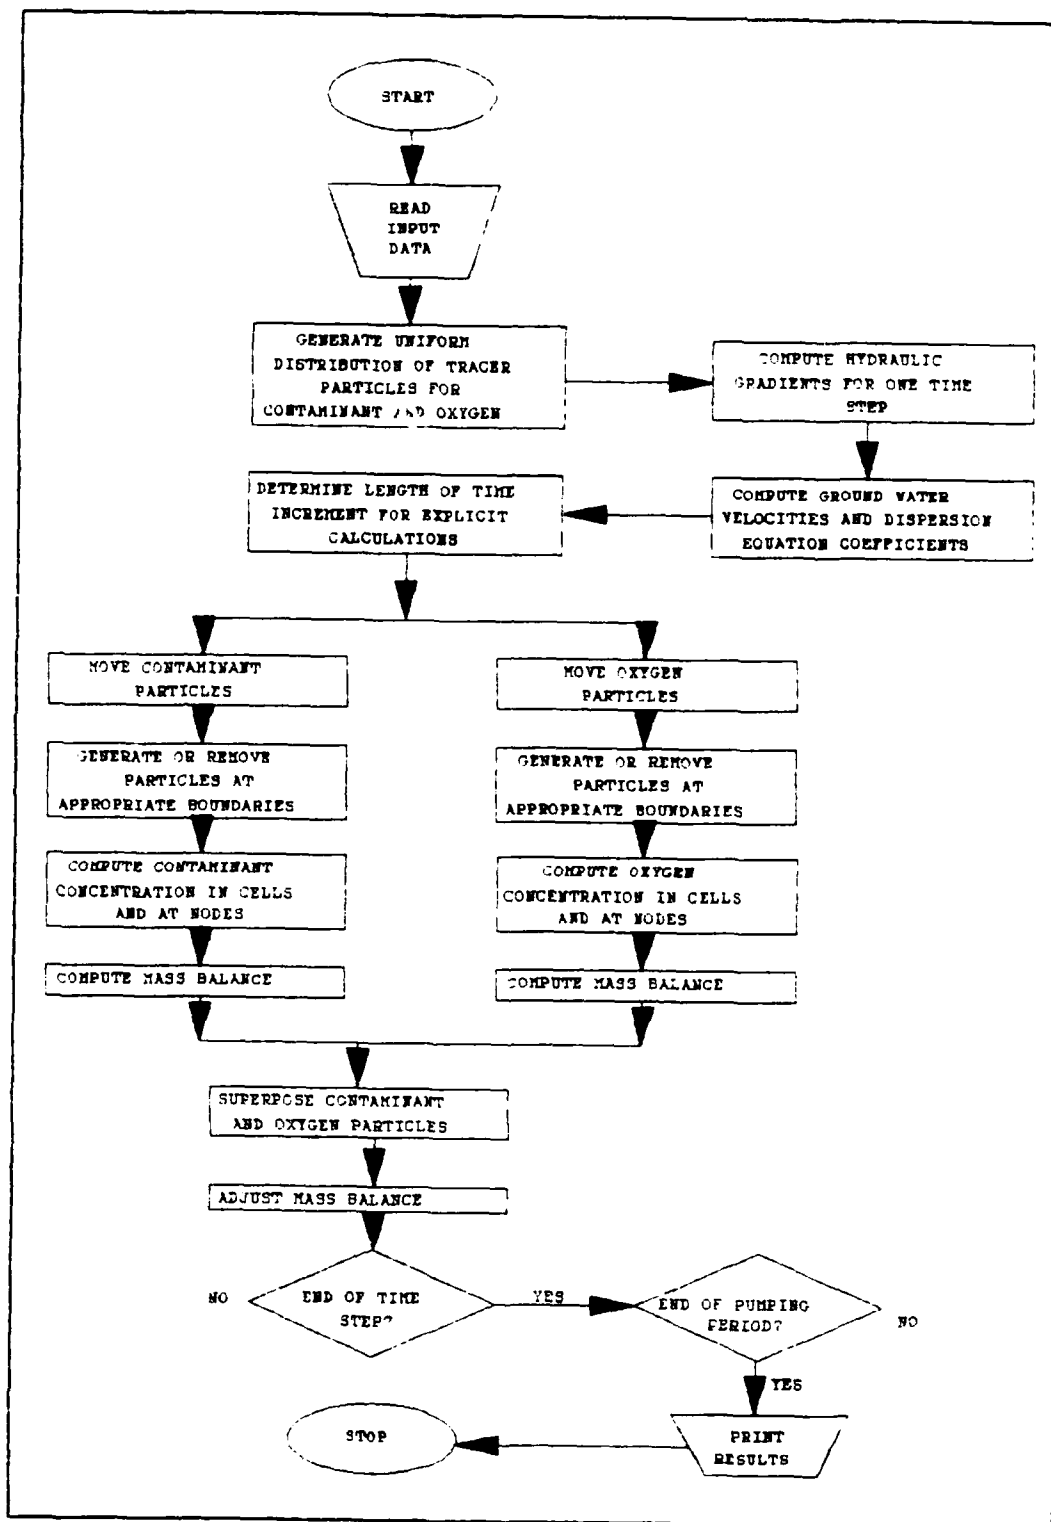 START
READ
INPUT
DATA
GENERATE UNIFORM
DISTRIBUTION OF TRACER
PARTICLES FOR
CONTAMINANT AND OXYGEN
COMPUTE HYDRAULIC
GRADIENTS FOR ONE TIME
STEP
DETERMINE LENGTH OF TIME
INCREMENT FOR EXPLICIT
CALCULATIONS
COMPUTE GROUND WATER
VELOCITIES AND DISPERSION
EQUATION COEFFICIENTS
MOVE CONTAMINANT
PARTICLES
GENERATE OR REMOVE
PARTICLES AT
APPROPRIATE BOUNDARIES
COMPUTE CONTAMINANT
CONCENTRATION IN CELLS
AND AT NODES
COMPUTE MASS BALANCE
MOVE OXYGEN
PARTICLES
GENERATE OR REMOVE
PARTICLES AT
APPROPRIATE BOUNDARIES
COMPUTE OXYGEN
CONCENTRATION IN CELLS
AND AT NODES
COMPUTE MASS BALANCE
SUPERPOSE CONTAMINANT
AND OXYGEN PARTICLES
ADJUST MASS BALANCE
NO
END OF TIME
STEP?
YES
END OF PUMPING
PERIOD?
NO
YES
STOP
PRINT
RESULTS